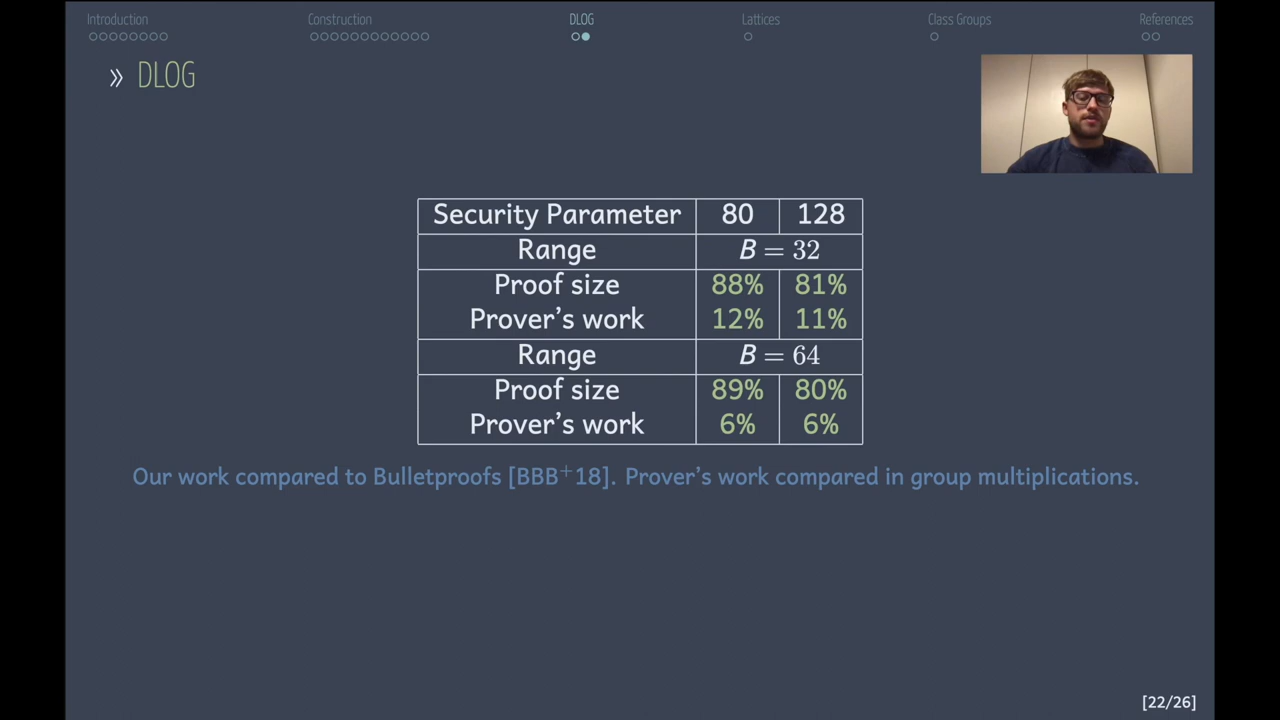 Introduction Construction DLOG Lattices Class Groups References
» DLOG
Security Parameter 80 128
Range B = 32
Proof size 88% 81%
Prover's work 12% 11%
Range B = 64
Proof size 89% 80%
Prover's work 6% 6%
Our work compared to Bulletproofs [BBB⁺18]. Prover's work compared in group multiplications.
[22/26]